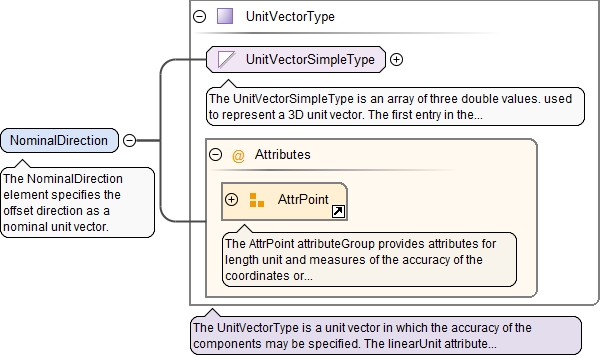 UnitVectorType
UnitVectorSimpleType
The UnitVectorSimpleType is an array of three double values. used
to represent a 3D unit vector. The first entry in the...
NominalDirection
The NominalDirection
element specifies the
offset direction as a
nominal unit vector.
@ Attributes
AttrPoint
The AttrPoint attributeGroup provides attributes for
length unit and measures of the accuracy of the
coordinates or...
The UnitVectorType is a unit vector in which the accuracy of the
components may be specified. The linearUnit attribute...